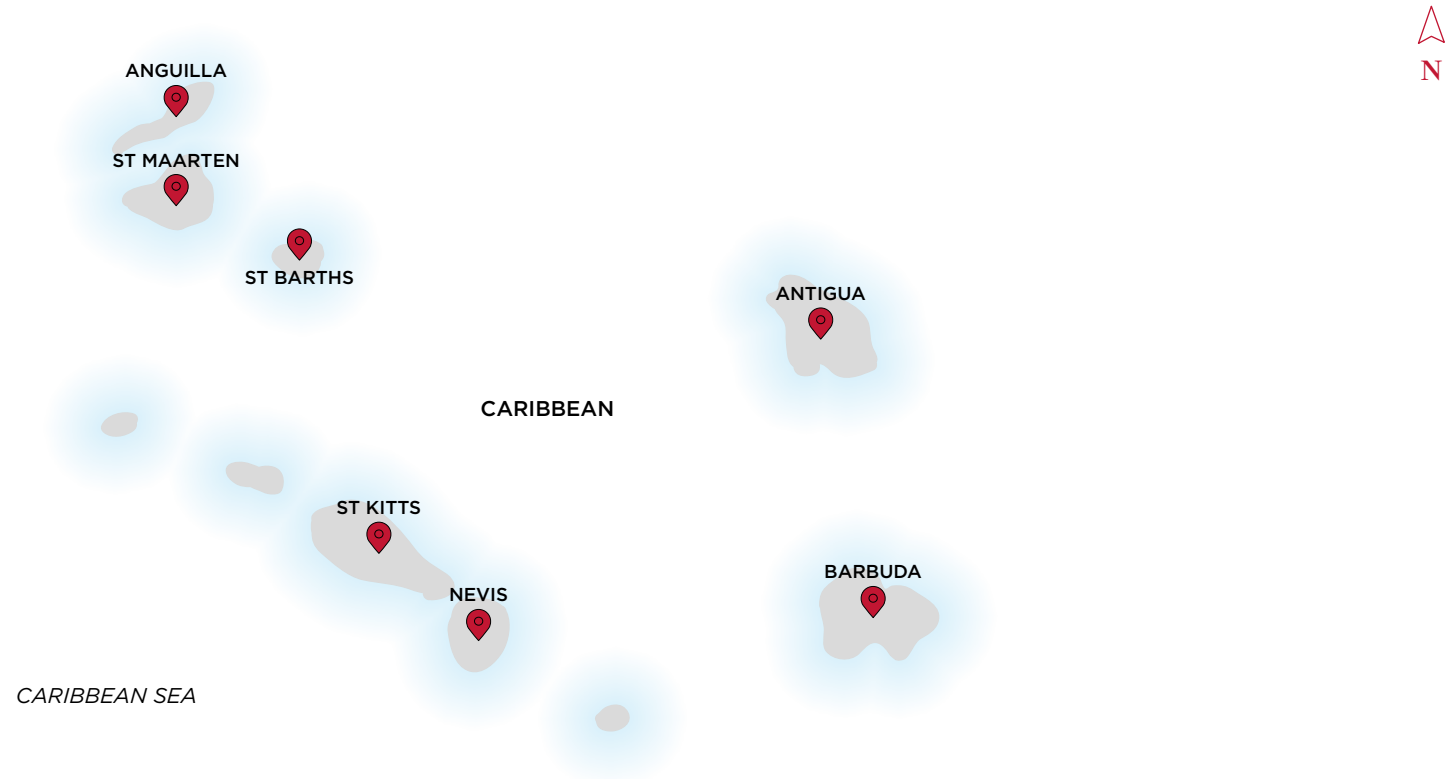 N
ANGUILLA
ST MAARTEN
ST BARTHS
ANTIGUA
CARIBBEAN
ST KITTS
BARBUDA
NEVIS
CARIBBEAN SEA